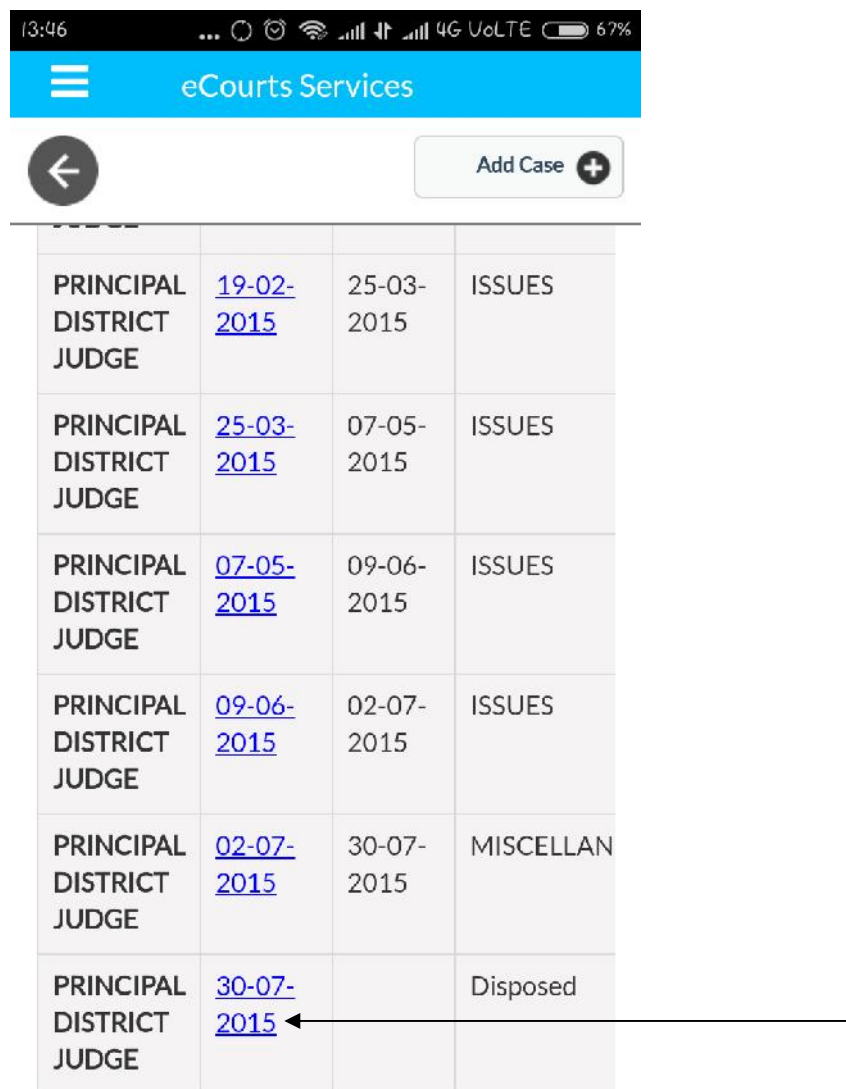 13:46 ... 4G VoLTE 67%
eCourts Services
Add Case
PRINCIPAL 19-02- 25-03- ISSUES
DISTRICT 2015 2015
JUDGE
PRINCIPAL 25-03- 07-05- ISSUES
DISTRICT 2015 2015
JUDGE
PRINCIPAL 07-05- 09-06- ISSUES
DISTRICT 2015 2015
JUDGE
PRINCIPAL 09-06- 02-07- ISSUES
DISTRICT 2015 2015
JUDGE
PRINCIPAL 02-07- 30-07- MISCELLAN
DISTRICT 2015 2015
JUDGE
PRINCIPAL 30-07- Disposed
DISTRICT 2015
JUDGE